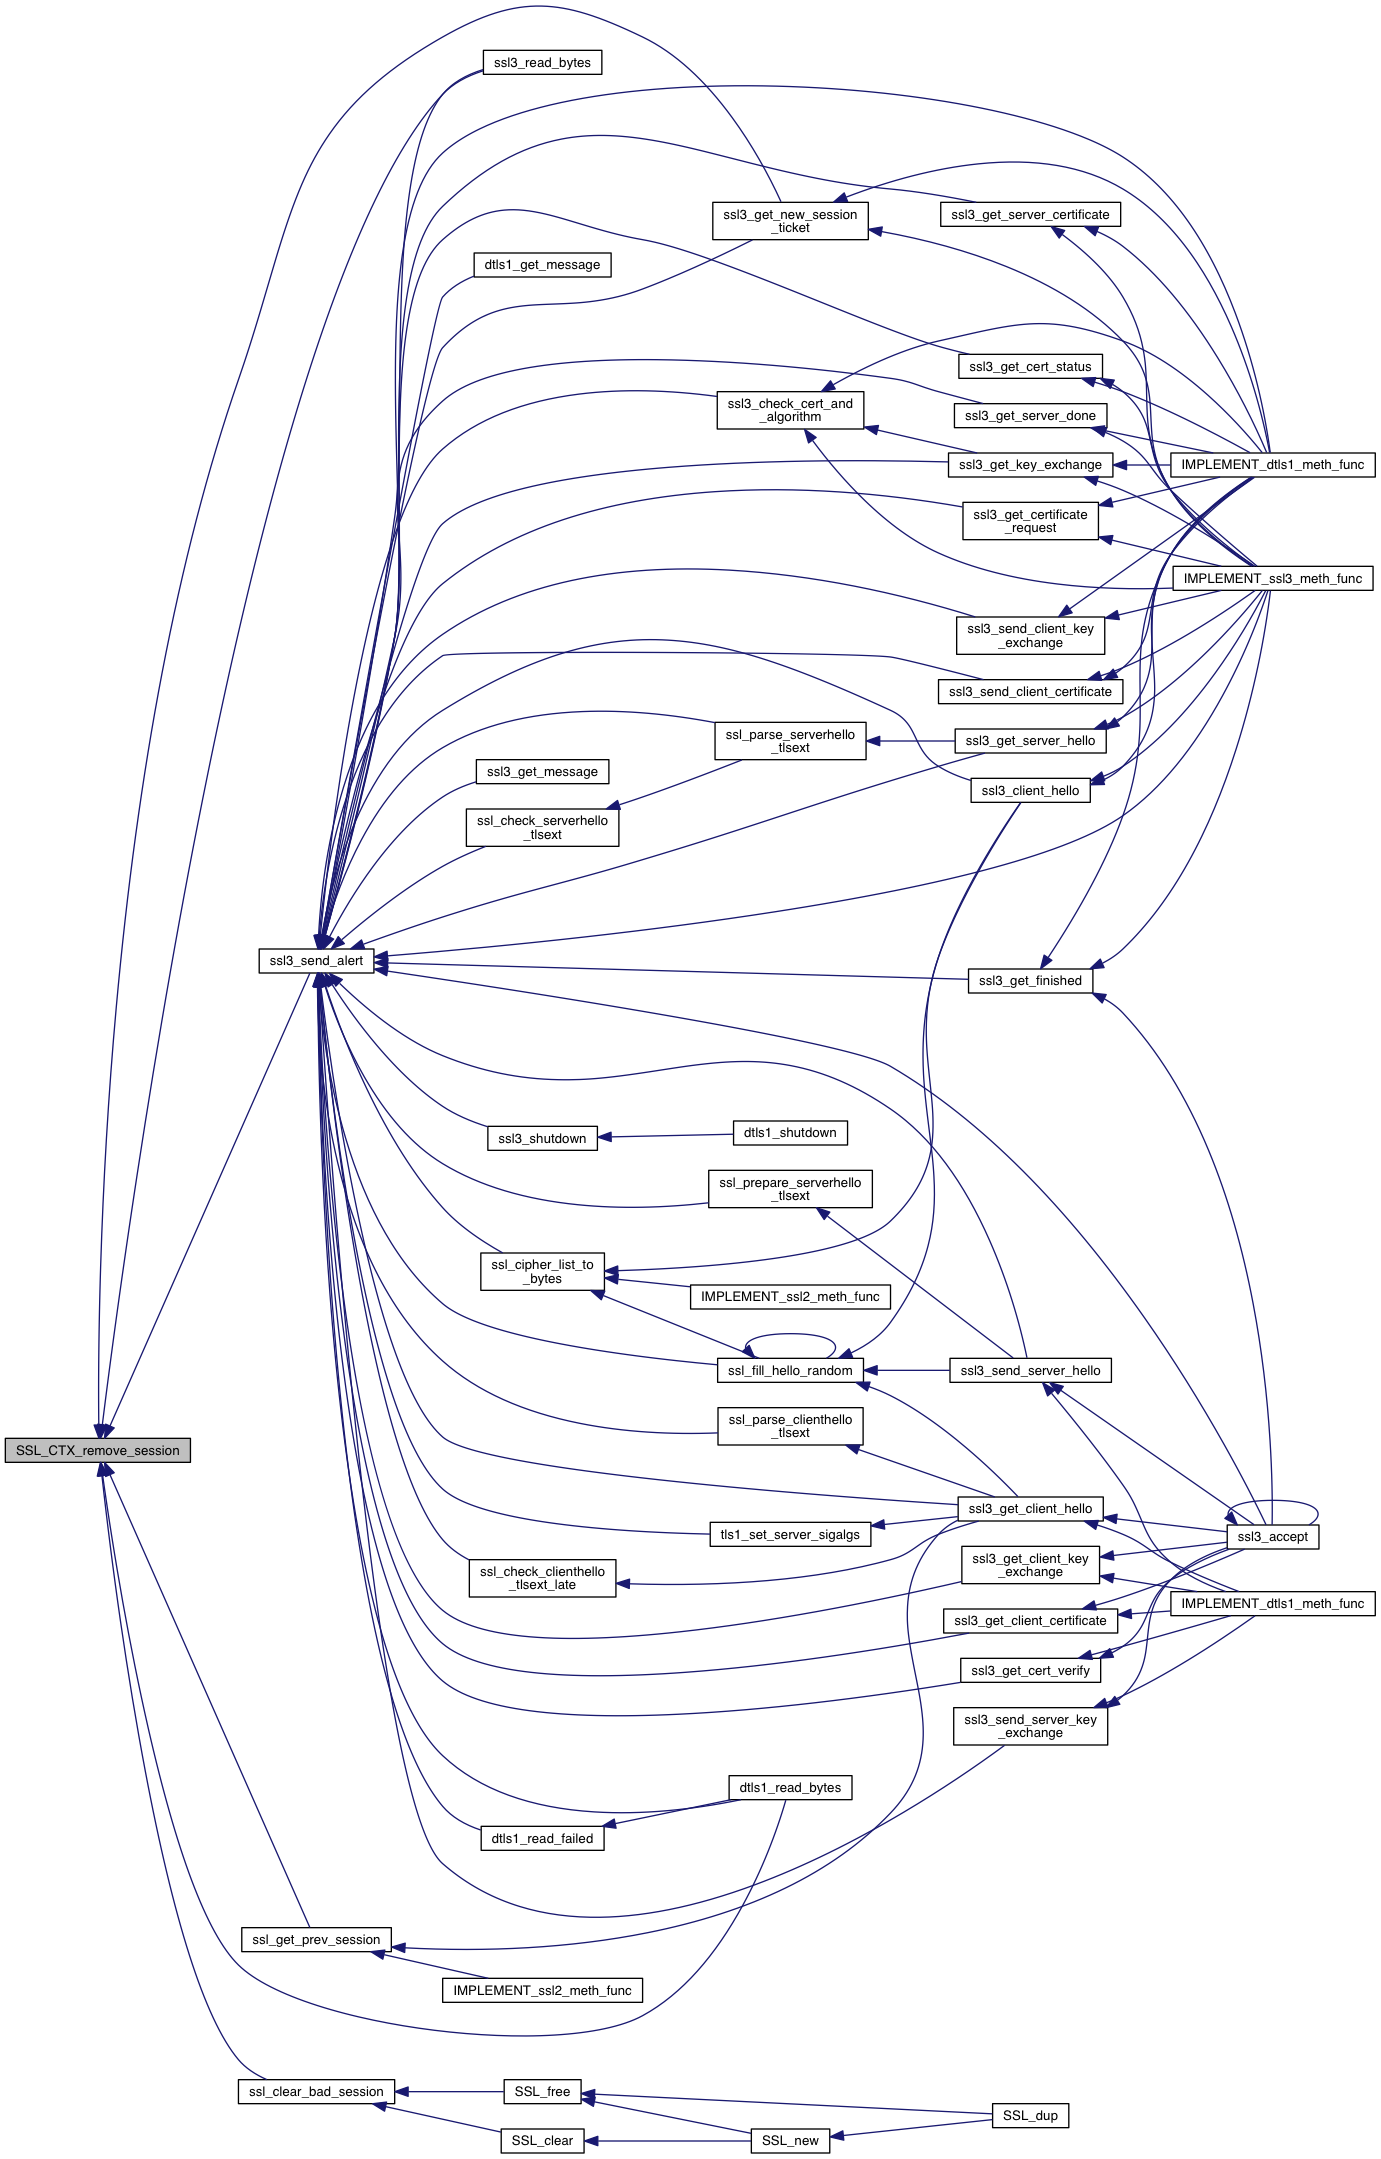 ssl3_read_bytes
ssl3_get_new_session
_ticket
ssl3_get_server_certificate
dtls1_get_message
ssl3_get_cert_status
ssl3_check_cert_and
_algorithm
ssl3_get_server_done
ssl3_get_key_exchange
IMPLEMENT_dtls1_meth_func
ssl3_get_certificate
_request
IMPLEMENT_ssl3_meth_func
ssl3_send_client_key
_exchange
ssl3_send_client_certificate
ssl_parse_serverhello
_tlsext
ssl3_get_server_hello
ssl3_get_message
ssl3_client_hello
ssl_check_serverhello
_tlsext
ssl3_send_alert
ssl3_get_finished
ssl3_shutdown
dtls1_shutdown
ssl_prepare_serverhello
_tlsext
ssl_cipher_list_to
_bytes
IMPLEMENT_ssl2_meth_func
ssl_fill_hello_random
ssl3_send_server_hello
ssl_parse_clienthello
_tlsext
SSL_CTX_remove_session
ssl3_get_client_hello
tls1_set_server_sigalgs
ssl3_accept
ssl_check_clienthello
_tlsext_late
ssl3_get_client_key
_exchange
IMPLEMENT_dtls1_meth_func
ssl3_get_client_certificate
ssl3_get_cert_verify
ssl3_send_server_key
_exchange
dtls1_read_bytes
dtls1_read_failed
ssl_get_prev_session
IMPLEMENT_ssl2_meth_func
ssl_clear_bad_session
SSL_free
SSL_dup
SSL_clear
SSL_new